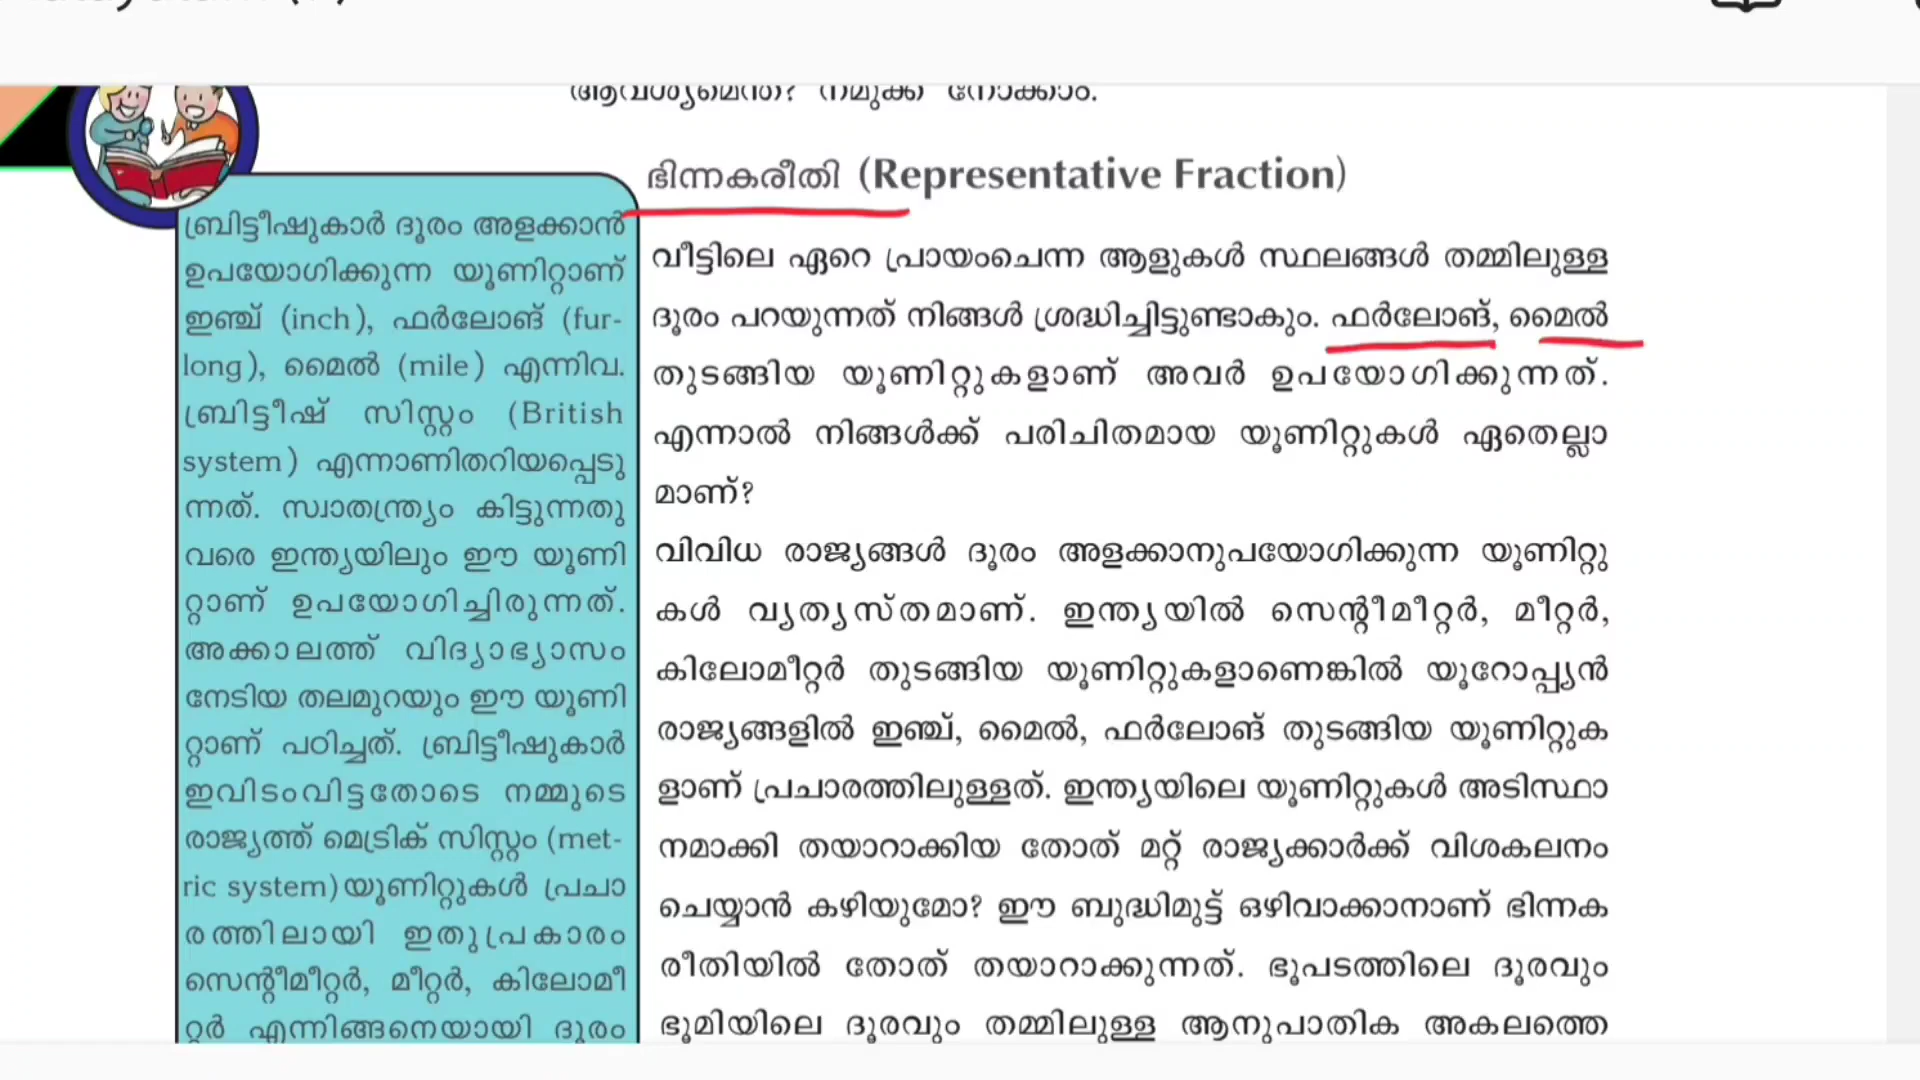 ആവശ്യമെന്ത്? നമുക്ക് നോക്കാം.
ഭിന്നകരീതി (Representative Fraction)
വീട്ടിലെ ഏറെ പ്രായംചെന്ന ആളുകൾ സ്ഥലങ്ങൾ തമ്മിലുള്ള
ദൂരം പറയുന്നത് നിങ്ങൾ ശ്രദ്ധിച്ചിട്ടുണ്ടാകും. ഫർലോങ്, മൈൽ
തുടങ്ങിയ യൂണിറ്റുകളാണ് അവർ ഉപയോഗിക്കുന്നത്.
എന്നാൽ നിങ്ങൾക്ക് പരിചിതമായ യൂണിറ്റുകൾ ഏതെല്ലാ
മാണ്?
വിവിധ രാജ്യങ്ങൾ ദൂരം അളക്കാനുപയോഗിക്കുന്ന യൂണിറ്റു
കൾ വ്യത്യസ്തമാണ്. ഇന്ത്യയിൽ സെന്റീമീറ്റർ, മീറ്റർ,
കിലോമീറ്റർ തുടങ്ങിയ യൂണിറ്റുകളാണെങ്കിൽ യൂറോപ്പ്യൻ
രാജ്യങ്ങളിൽ ഇഞ്ച്, മൈൽ, ഫർലോങ് തുടങ്ങിയ യൂണിറ്റുക
ളാണ് പ്രചാരത്തിലുള്ളത്. ഇന്ത്യയിലെ യൂണിറ്റുകൾ അടിസ്ഥാ
നമാക്കി തയാറാക്കിയ തോത് മറ്റ് രാജ്യക്കാർക്ക് വിശകലനം
ചെയ്യാൻ കഴിയുമോ? ഈ ബുദ്ധിമുട്ട് ഒഴിവാക്കാനാണ് ഭിന്നക
രീതിയിൽ തോത് തയാറാക്കുന്നത്. ഭൂപടത്തിലെ ദൂരവും
ഭൂമിയിലെ ദൂരവും തമ്മിലുള്ള ആനുപാതിക അകലത്തെ
ബ്രിട്ടീഷുകാർ ദൂരം അളക്കാൻ
ഉപയോഗിക്കുന്ന യൂണിറ്റാണ്
ഇഞ്ച് (inch), ഫർലോങ് (fur-
long), മൈൽ (mile) എന്നിവ.
ബ്രിട്ടീഷ് സിസ്റ്റം (British
system) എന്നാണിതറിയപ്പെടു
ന്നത്. സ്വാതന്ത്ര്യം കിട്ടുന്നതു
വരെ ഇന്ത്യയിലും ഈ യൂണി
റ്റാണ് ഉപയോഗിച്ചിരുന്നത്.
അക്കാലത്ത് വിദ്യാഭ്യാസം
നേടിയ തലമുറയും ഈ യൂണി
റ്റാണ് പഠിച്ചത്. ബ്രിട്ടീഷുകാർ
ഇവിടംവിട്ടതോടെ നമ്മുടെ
രാജ്യത്ത് മെട്രിക് സിസ്റ്റം (met-
ric system) യൂണിറ്റുകൾ പ്രചാ
രത്തിലായി ഇതുപ്രകാരം
സെന്റീമീറ്റർ, മീറ്റർ, കിലോമീ
റ്റർ എന്നിങ്ങനെയായി ദൂരം